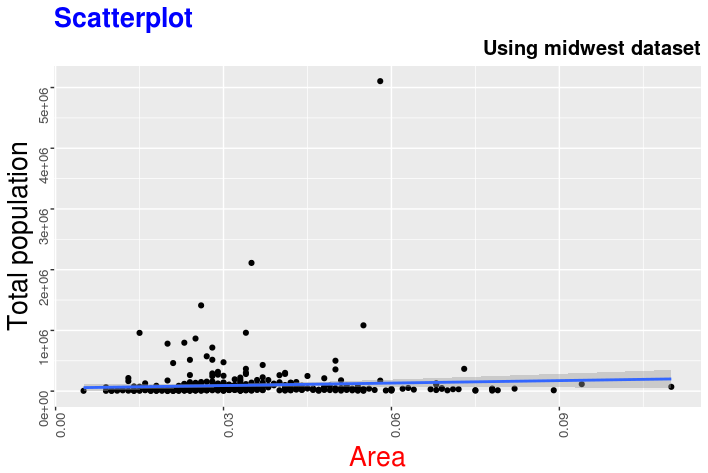 Scatterplot
Using midwest dataset
5e+06
4e+06
3e+06
2e+06
1e+06
0e+00
Total population
0.00
0.03
0.06
0.09
Area